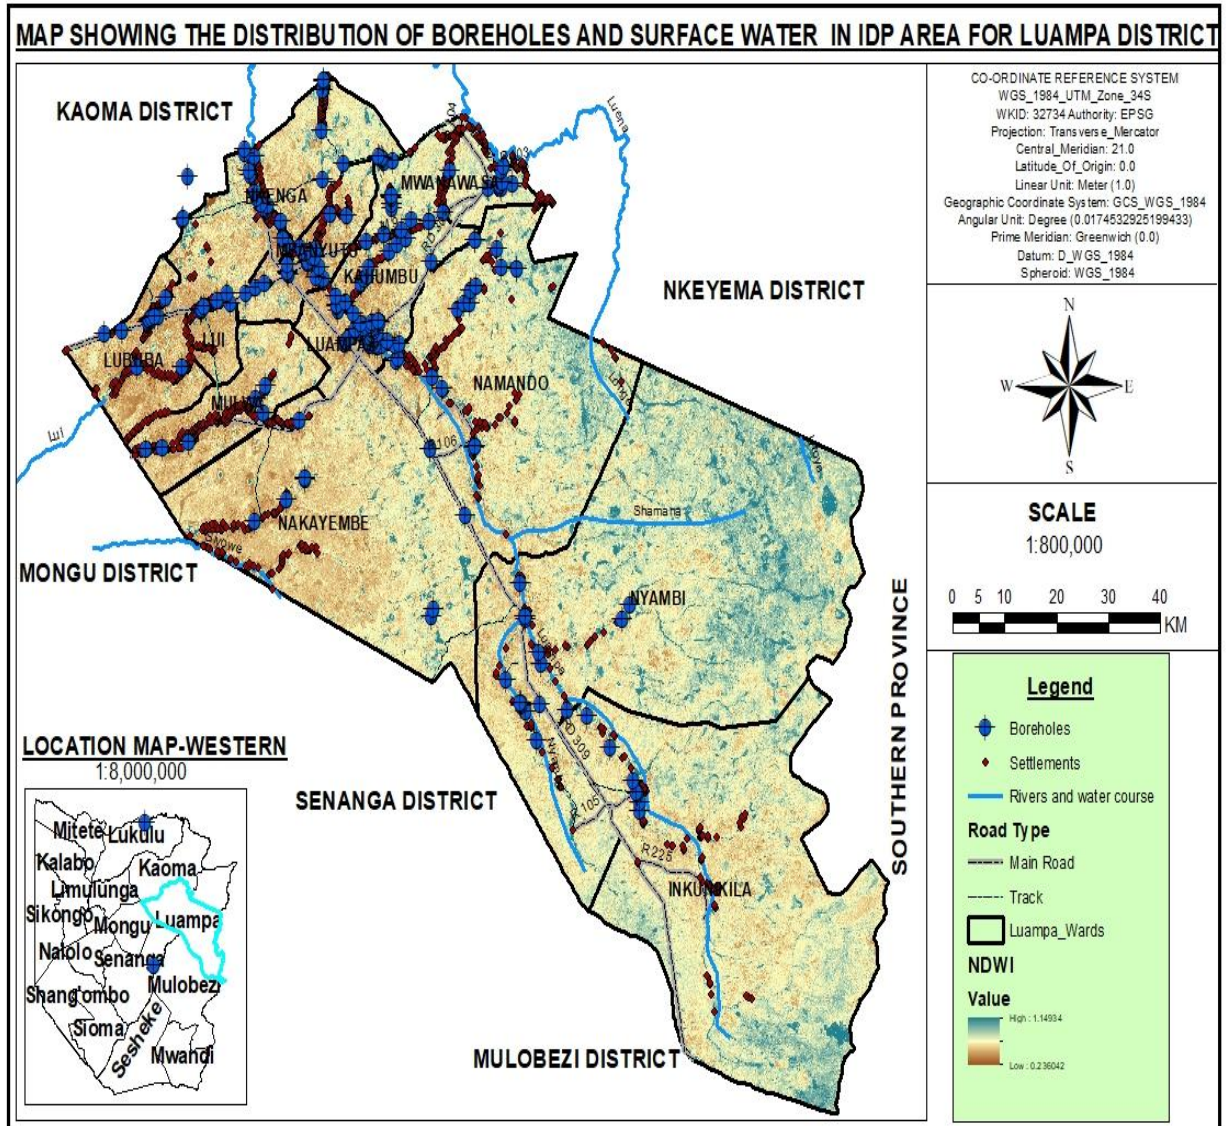 MAP SHOWING THE DISTRIBUTION OF BOREHOLES AND SURFACE WATER IN IDP AREA FOR LUAMPA DISTRICT
KAOMA DISTRICT
NKEYEMA DISTRICT
MONGU DISTRICT
SENANGA DISTRICT
MULOBEZI DISTRICT
SOUTHERN PROVINCE
MWANAWASA
KAHUMBU
LUI
NAMANDO
NAKAYEMBE
NYAMBI
Luena
Shamana
Lui
RD 309
R105
R225
CO-ORDINATE REFERENCE SYSTEM
WGS_1984_UTM_Zone_34S
WKID: 32734 Authority: EPSG
Projection: Transverse_Mercator
Central_Meridian: 21.0
Latitude_Of_Origin: 0.0
Linear Unit: Meter (1.0)
Geographic Coordinate System: GCS_WGS_1984
Angular Unit: Degree (0.0174532925199433)
Prime Meridian: Greenwich (0.0)
Datum: D_WGS_1984
Spheroid: WGS_1984
N
W
E
S
SCALE
1:800,000
0 5 10 20 30 40
KM
Legend
Boreholes
Settlements
Rivers and water course
Road Type
Main Road
Track
Luampa_Wards
NDWI
Value
High : 1.14934
Low : 0.236042
LOCATION MAP-WESTERN
1:8,000,000
Mitete
Lukulu
Kalabo
Kaoma
Limulunga
Sikongo
Mongu
Luampa
Nalolo
Senanga
Mulobezi
Shang'ombo
Sioma
Sesheke
Mwandi